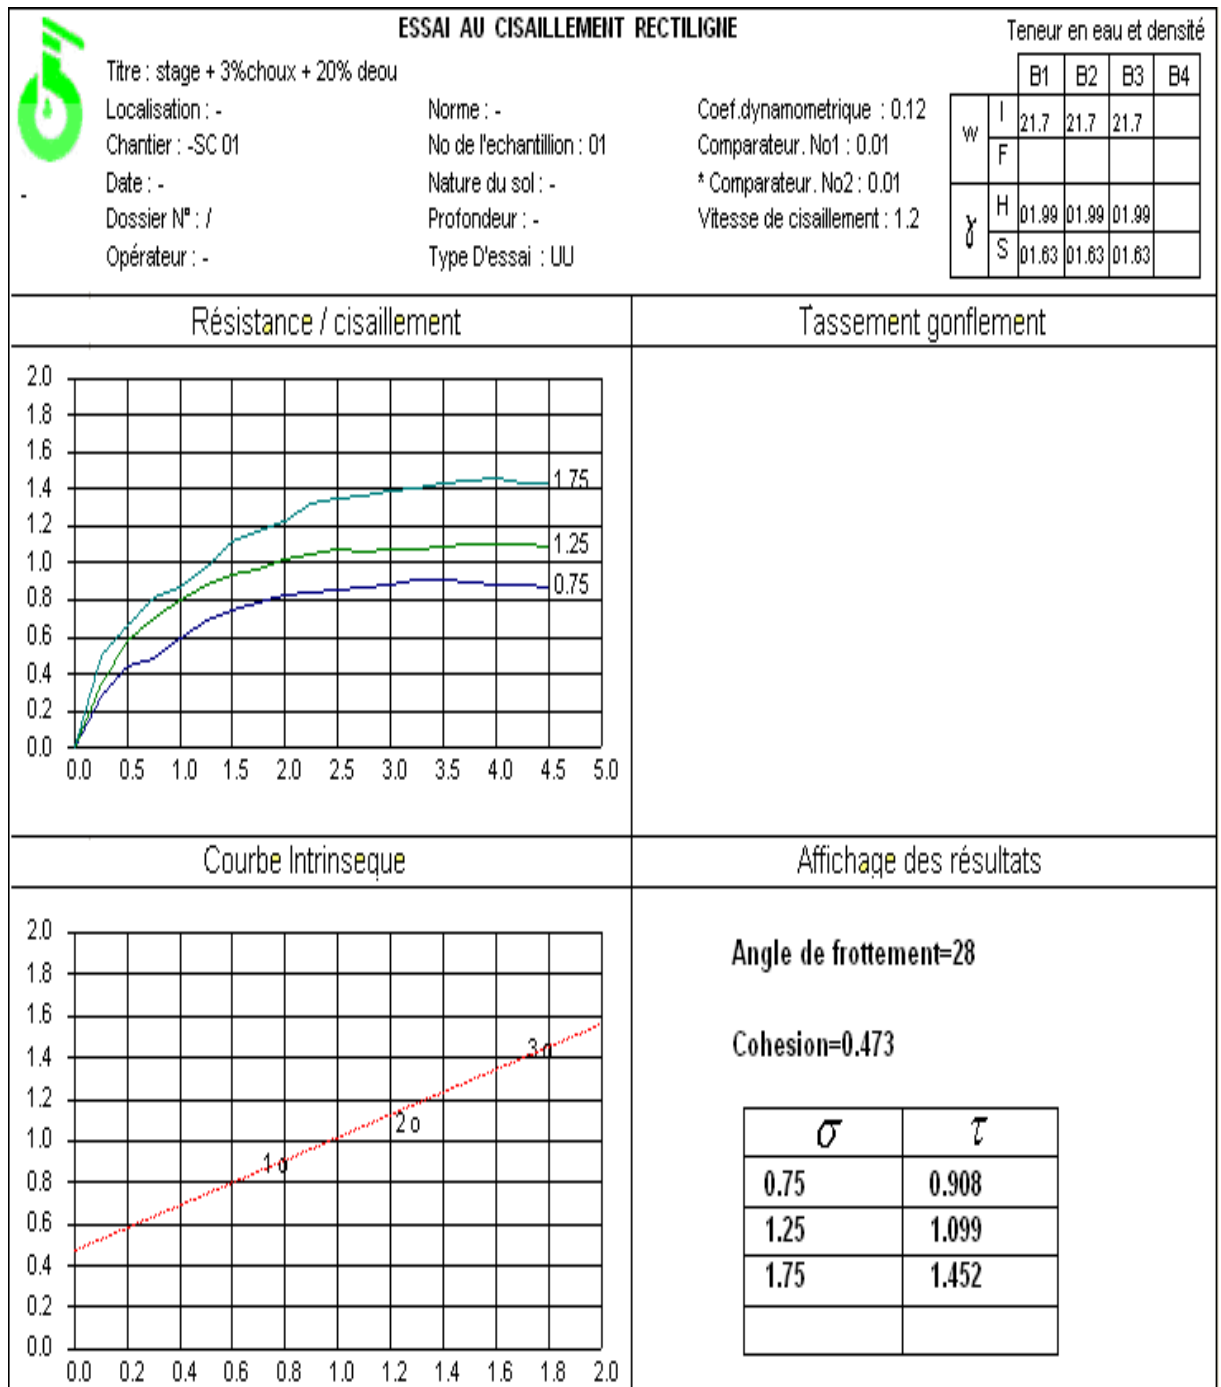 ESSAI AU CISAILLEMENT RECTILIGNE
Teneur en eau et densité
Titre : stage + 3%choux + 20% deou
Localisation : -
Chantier : -SC 01
Date : -
Dossier N° : /
Opérateur : -
Norme : -
No de l'echantillion : 01
Nature du sol : -
Profondeur : -
Type D'essai : UU
Coef.dynamometrique : 0.12
Comparateur. No1 : 0.01
* Comparateur. No2 : 0.01
Vitesse de cisaillement : 1.2
B1 B2 B3 B4
W I 21.7 21.7 21.7
F
ɣ H 01.99 01.99 01.99
S 01.63 01.63 01.63
-
Résistance / cisaillement
2.0
1.8
1.6
1.4
1.2
1.0
0.8
0.6
0.4
0.2
0.0
1.75
1.25
0.75
0.0 0.5 1.0 1.5 2.0 2.5 3.0 3.5 4.0 4.5 5.0
Tassement gonflement
Courbe Intrinseque
2.0
1.8
1.6
1.4
1.2
1.0
0.8
0.6
0.4
0.2
0.0
3 o
2 o
1 o
0.0 0.2 0.4 0.6 0.8 1.0 1.2 1.4 1.6 1.8 2.0
Affichage des résultats
Angle de frottement=28
Cohesion=0.473
σ τ
0.75 0.908
1.25 1.099
1.75 1.452